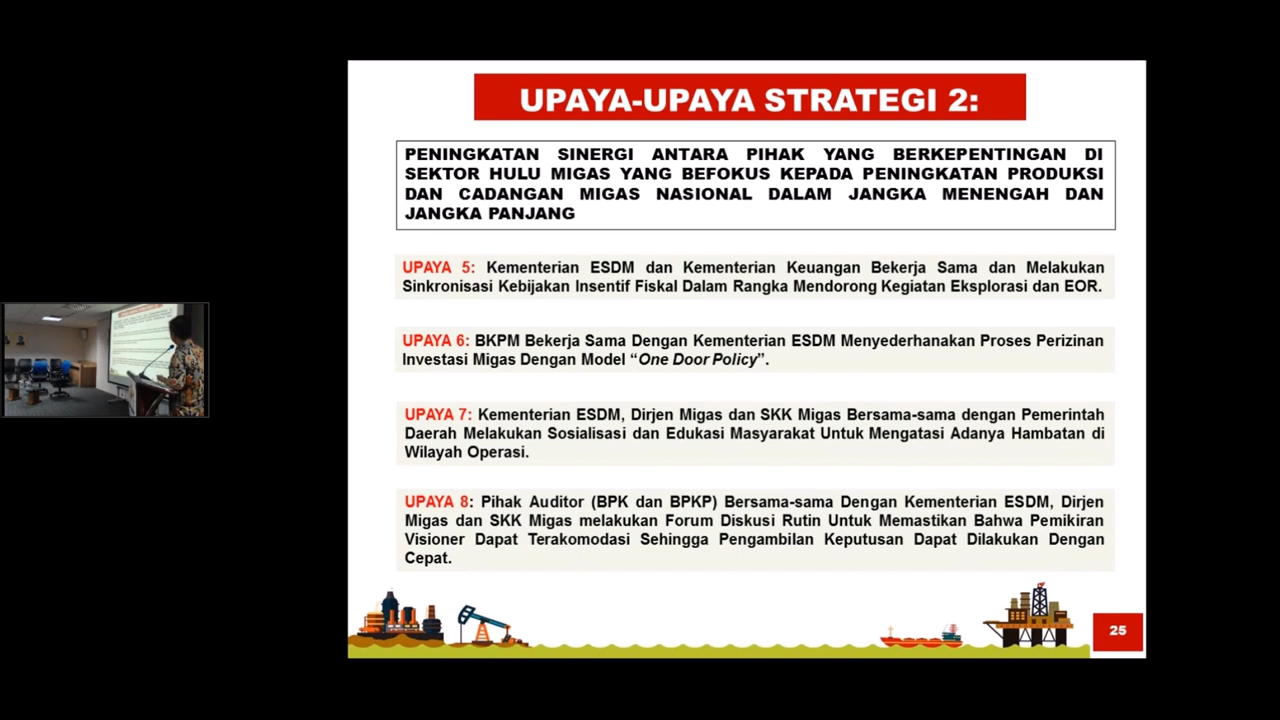 UPAYA-UPAYA STRATEGI 2:
PENINGKATAN SINERGI ANTARA PIHAK YANG BERKEPENTINGAN DI
SEKTOR HULU MIGAS YANG BEFOKUS KEPADA PENINGKATAN PRODUKSI
DAN CADANGAN MIGAS NASIONAL DALAM JANGKA MENENGAH DAN
JANGKA PANJANG
UPAYA 5: Kementerian ESDM dan Kementerian Keuangan Bekerja Sama dan Melakukan
Sinkronisasi Kebijakan Insentif Fiskal Dalam Rangka Mendorong Kegiatan Eksplorasi dan EOR.
UPAYA 6: BKPM Bekerja Sama Dengan Kementerian ESDM Menyederhanakan Proses Perizinan
Investasi Migas Dengan Model “One Door Policy”.
UPAYA 7: Kementerian ESDM, Dirjen Migas dan SKK Migas Bersama-sama dengan Pemerintah
Daerah Melakukan Sosialisasi dan Edukasi Masyarakat Untuk Mengatasi Adanya Hambatan di
Wilayah Operasi.
UPAYA 8: Pihak Auditor (BPK dan BPKP) Bersama-sama Dengan Kementerian ESDM, Dirjen
Migas dan SKK Migas melakukan Forum Diskusi Rutin Untuk Memastikan Bahwa Pemikiran
Visioner Dapat Terakomodasi Sehingga Pengambilan Keputusan Dapat Dilakukan Dengan
Cepat.
25